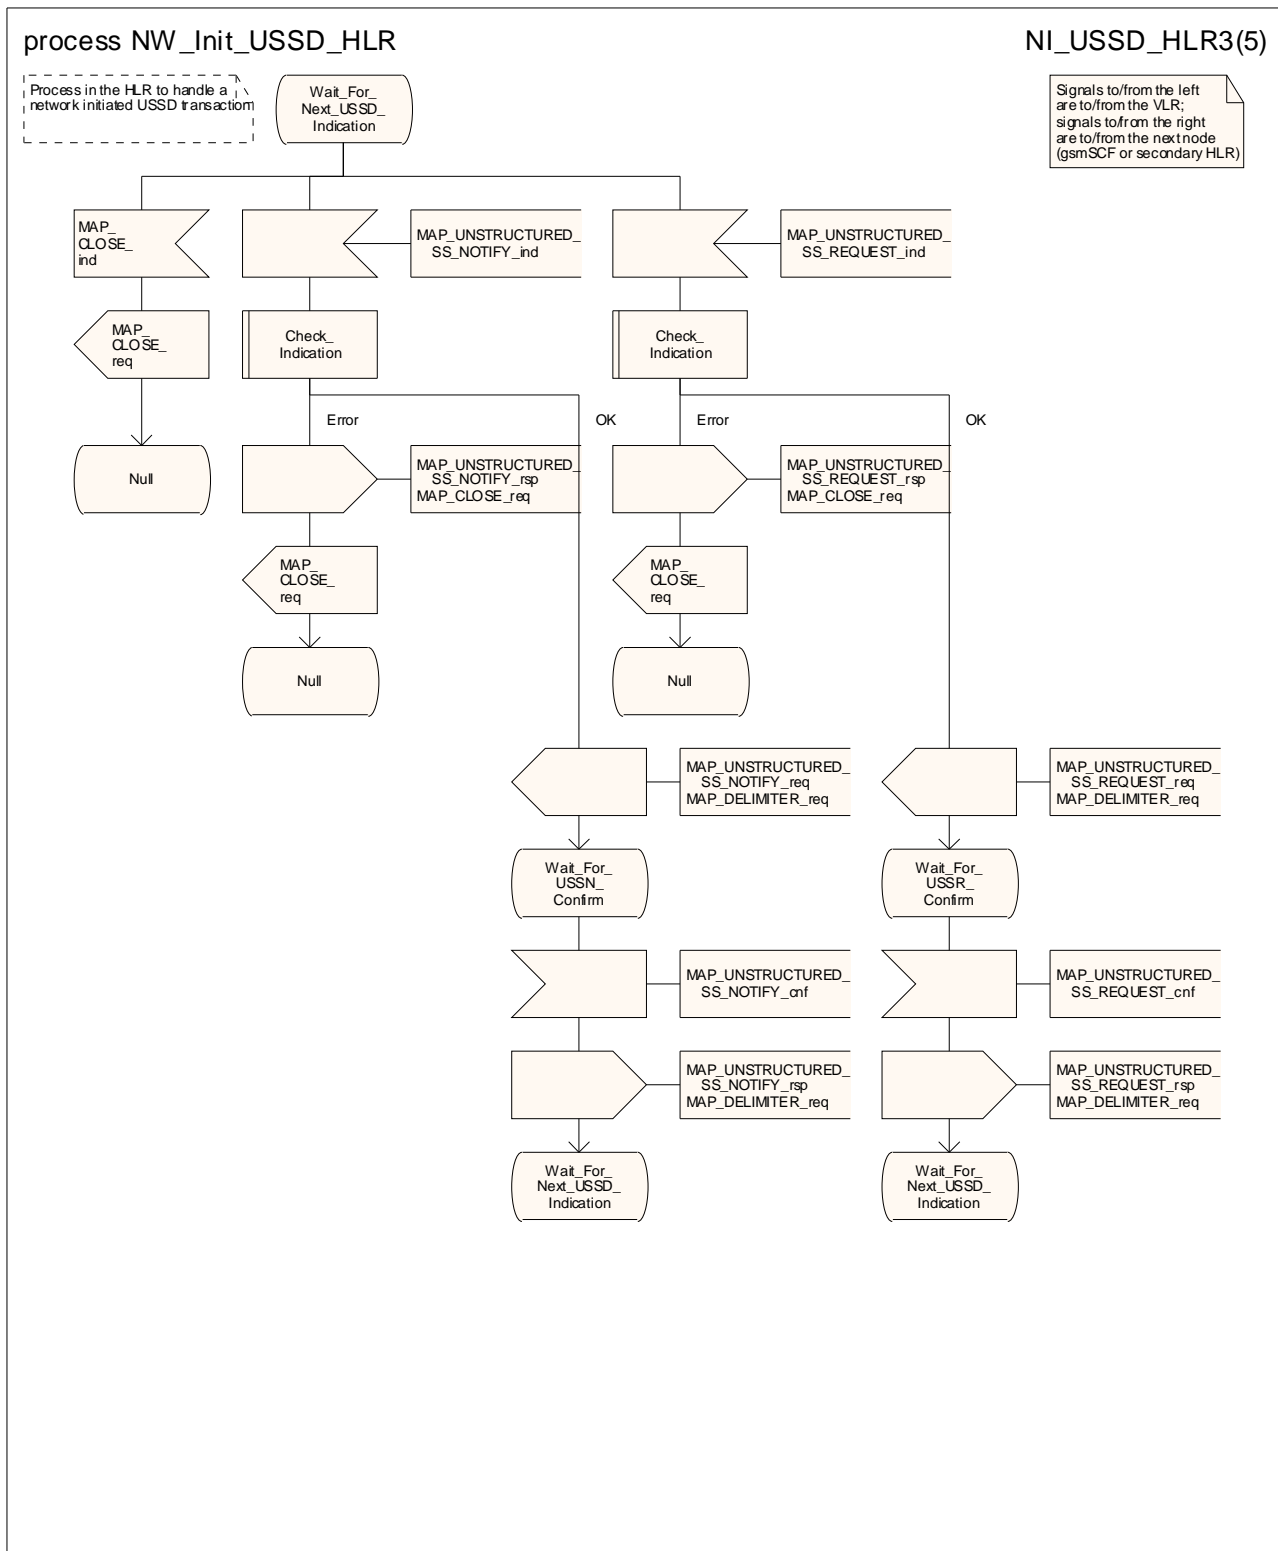 process NW_Init_USSD_HLR
NI_USSD_HLR3(5)
Process in the HLR to handle a
network initiated USSD transaction
Wait_For_
Next_USSD_
Indication
Signals to/from the left
are to/from the VLR;
signals to/from the right
are to/from the next node
(gsmSCF or secondary HLR)
MAP_
CLOSE_
ind
MAP_UNSTRUCTURED_
SS_NOTIFY_ind
MAP_UNSTRUCTURED_
SS_REQUEST_ind
MAP_
CLOSE_
req
Check_
Indication
Check_
Indication
Error
OK
Error
OK
Null
MAP_UNSTRUCTURED_
SS_NOTIFY_rsp
MAP_CLOSE_req
MAP_UNSTRUCTURED_
SS_REQUEST_rsp
MAP_CLOSE_req
MAP_
CLOSE_
req
MAP_
CLOSE_
req
Null
Null
MAP_UNSTRUCTURED_
SS_NOTIFY_req
MAP_DELIMITER_req
MAP_UNSTRUCTURED_
SS_REQUEST_req
MAP_DELIMITER_req
Wait_For_
USSN_
Confirm
Wait_For_
USSR_
Confirm
MAP_UNSTRUCTURED_
SS_NOTIFY_cnf
MAP_UNSTRUCTURED_
SS_REQUEST_cnf
MAP_UNSTRUCTURED_
SS_NOTIFY_rsp
MAP_DELIMITER_req
MAP_UNSTRUCTURED_
SS_REQUEST_rsp
MAP_DELIMITER_req
Wait_For_
Next_USSD_
Indication
Wait_For_
Next_USSD_
Indication